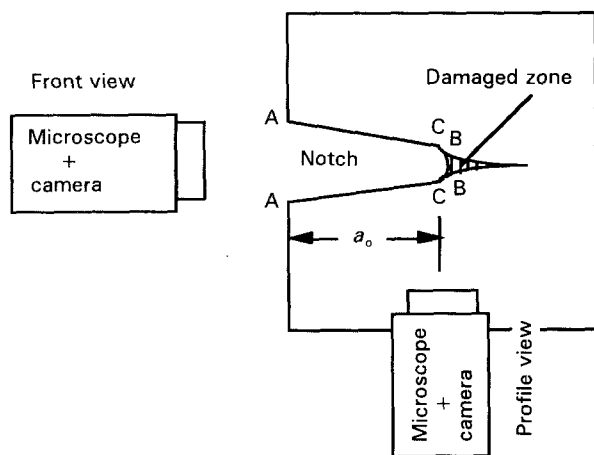 Front view
Microscope
+
camera
Damaged zone
A
C
B
Notch
B
A
C
a₀
Microscope
+
camera
Profile view